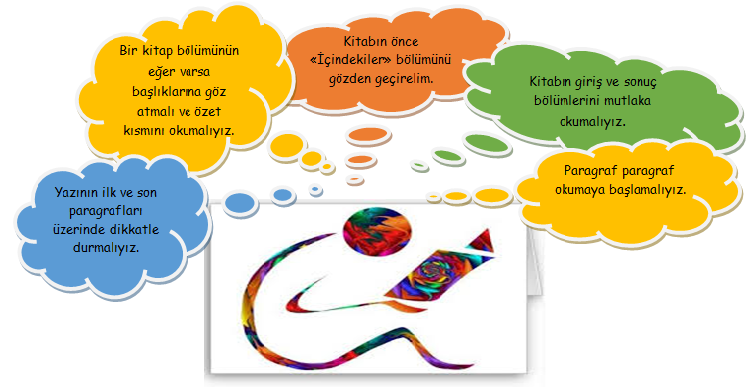 Bir kitap bölümünün
eğer varsa
başlıklarına göz
atmalı ve özet
kısmını okumalıyız.
Kitabın önce
«İçindekiler» bölümünü
gözden geçirelim.
Kitabın giriş ve sonuç
bölümlerini mutlaka
okumalıyız.
Yazının ilk ve son
paragrafları
üzerinde dikkatle
durmalıyız.
Paragraf paragraf
okumaya başlamalıyız.